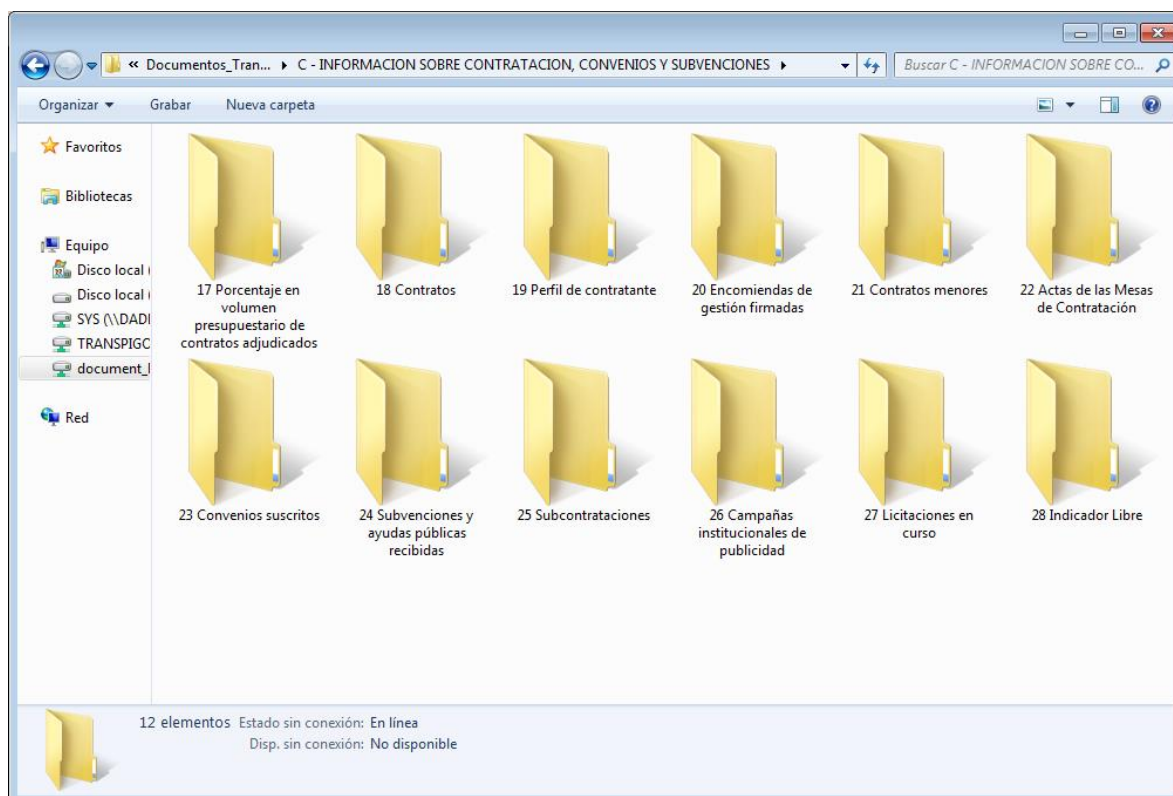 « Documentos_Tran... ▸ C - INFORMACION SOBRE CONTRATACION, CONVENIOS Y SUBVENCIONES ▸
Buscar C - INFORMACION SOBRE CO...
Organizar Grabar Nueva carpeta
Favoritos
Bibliotecas
Equipo
Disco local (
Disco local (
SYS (\\DADI
TRANSPIGC
document_l
Red
17 Porcentaje en
volumen
presupuestario de
contratos adjudicados
18 Contratos
19 Perfil de contratante
20 Encomiendas de
gestión firmadas
21 Contratos menores
22 Actas de las Mesas
de Contratación
23 Convenios suscritos
24 Subvenciones y
ayudas públicas
recibidas
25 Subcontrataciones
26 Campañas
institucionales de
publicidad
27 Licitaciones en
curso
28 Indicador Libre
12 elementos Estado sin conexión: En línea
Disp. sin conexión: No disponible